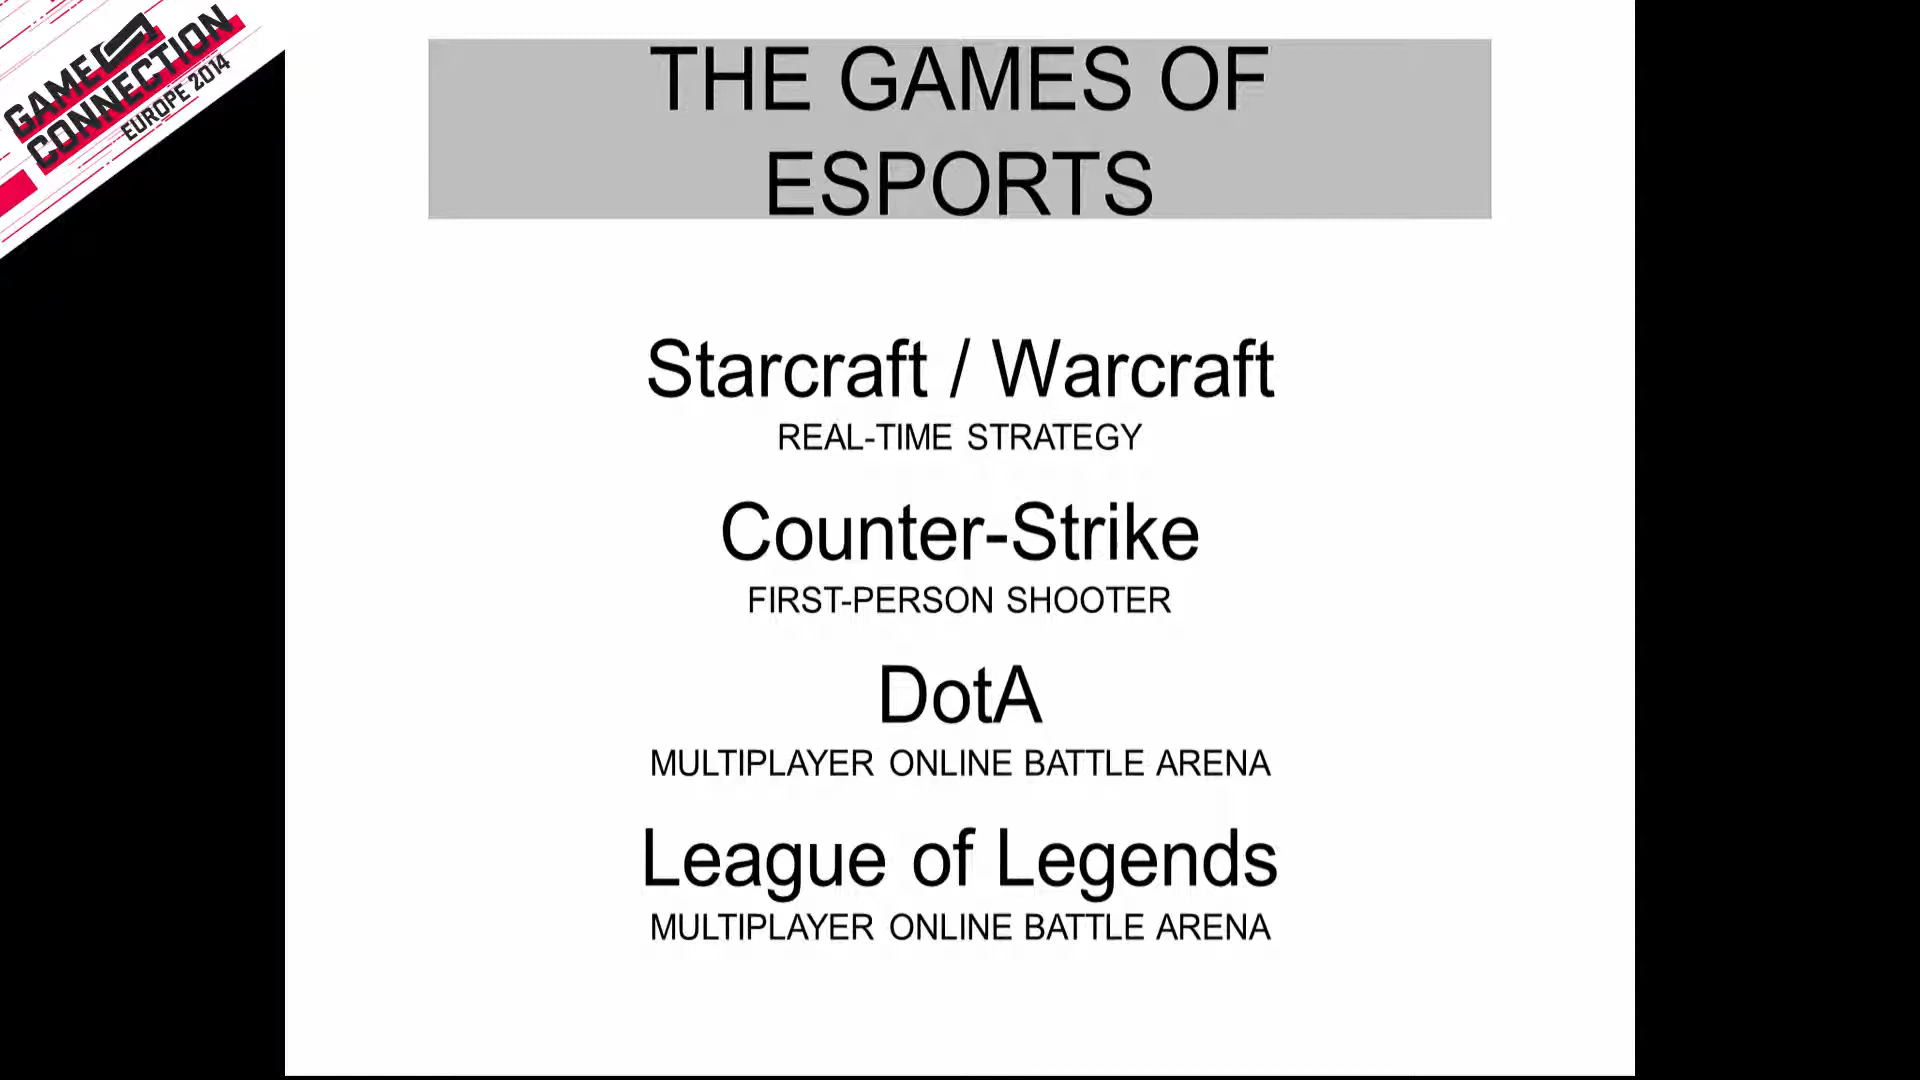 GAME
CONNECTION
EUROPE 2014
THE GAMES OF
ESPORTS
Starcraft / Warcraft
REAL-TIME STRATEGY
Counter-Strike
FIRST-PERSON SHOOTER
DotA
MULTIPLAYER ONLINE BATTLE ARENA
League of Legends
MULTIPLAYER ONLINE BATTLE ARENA